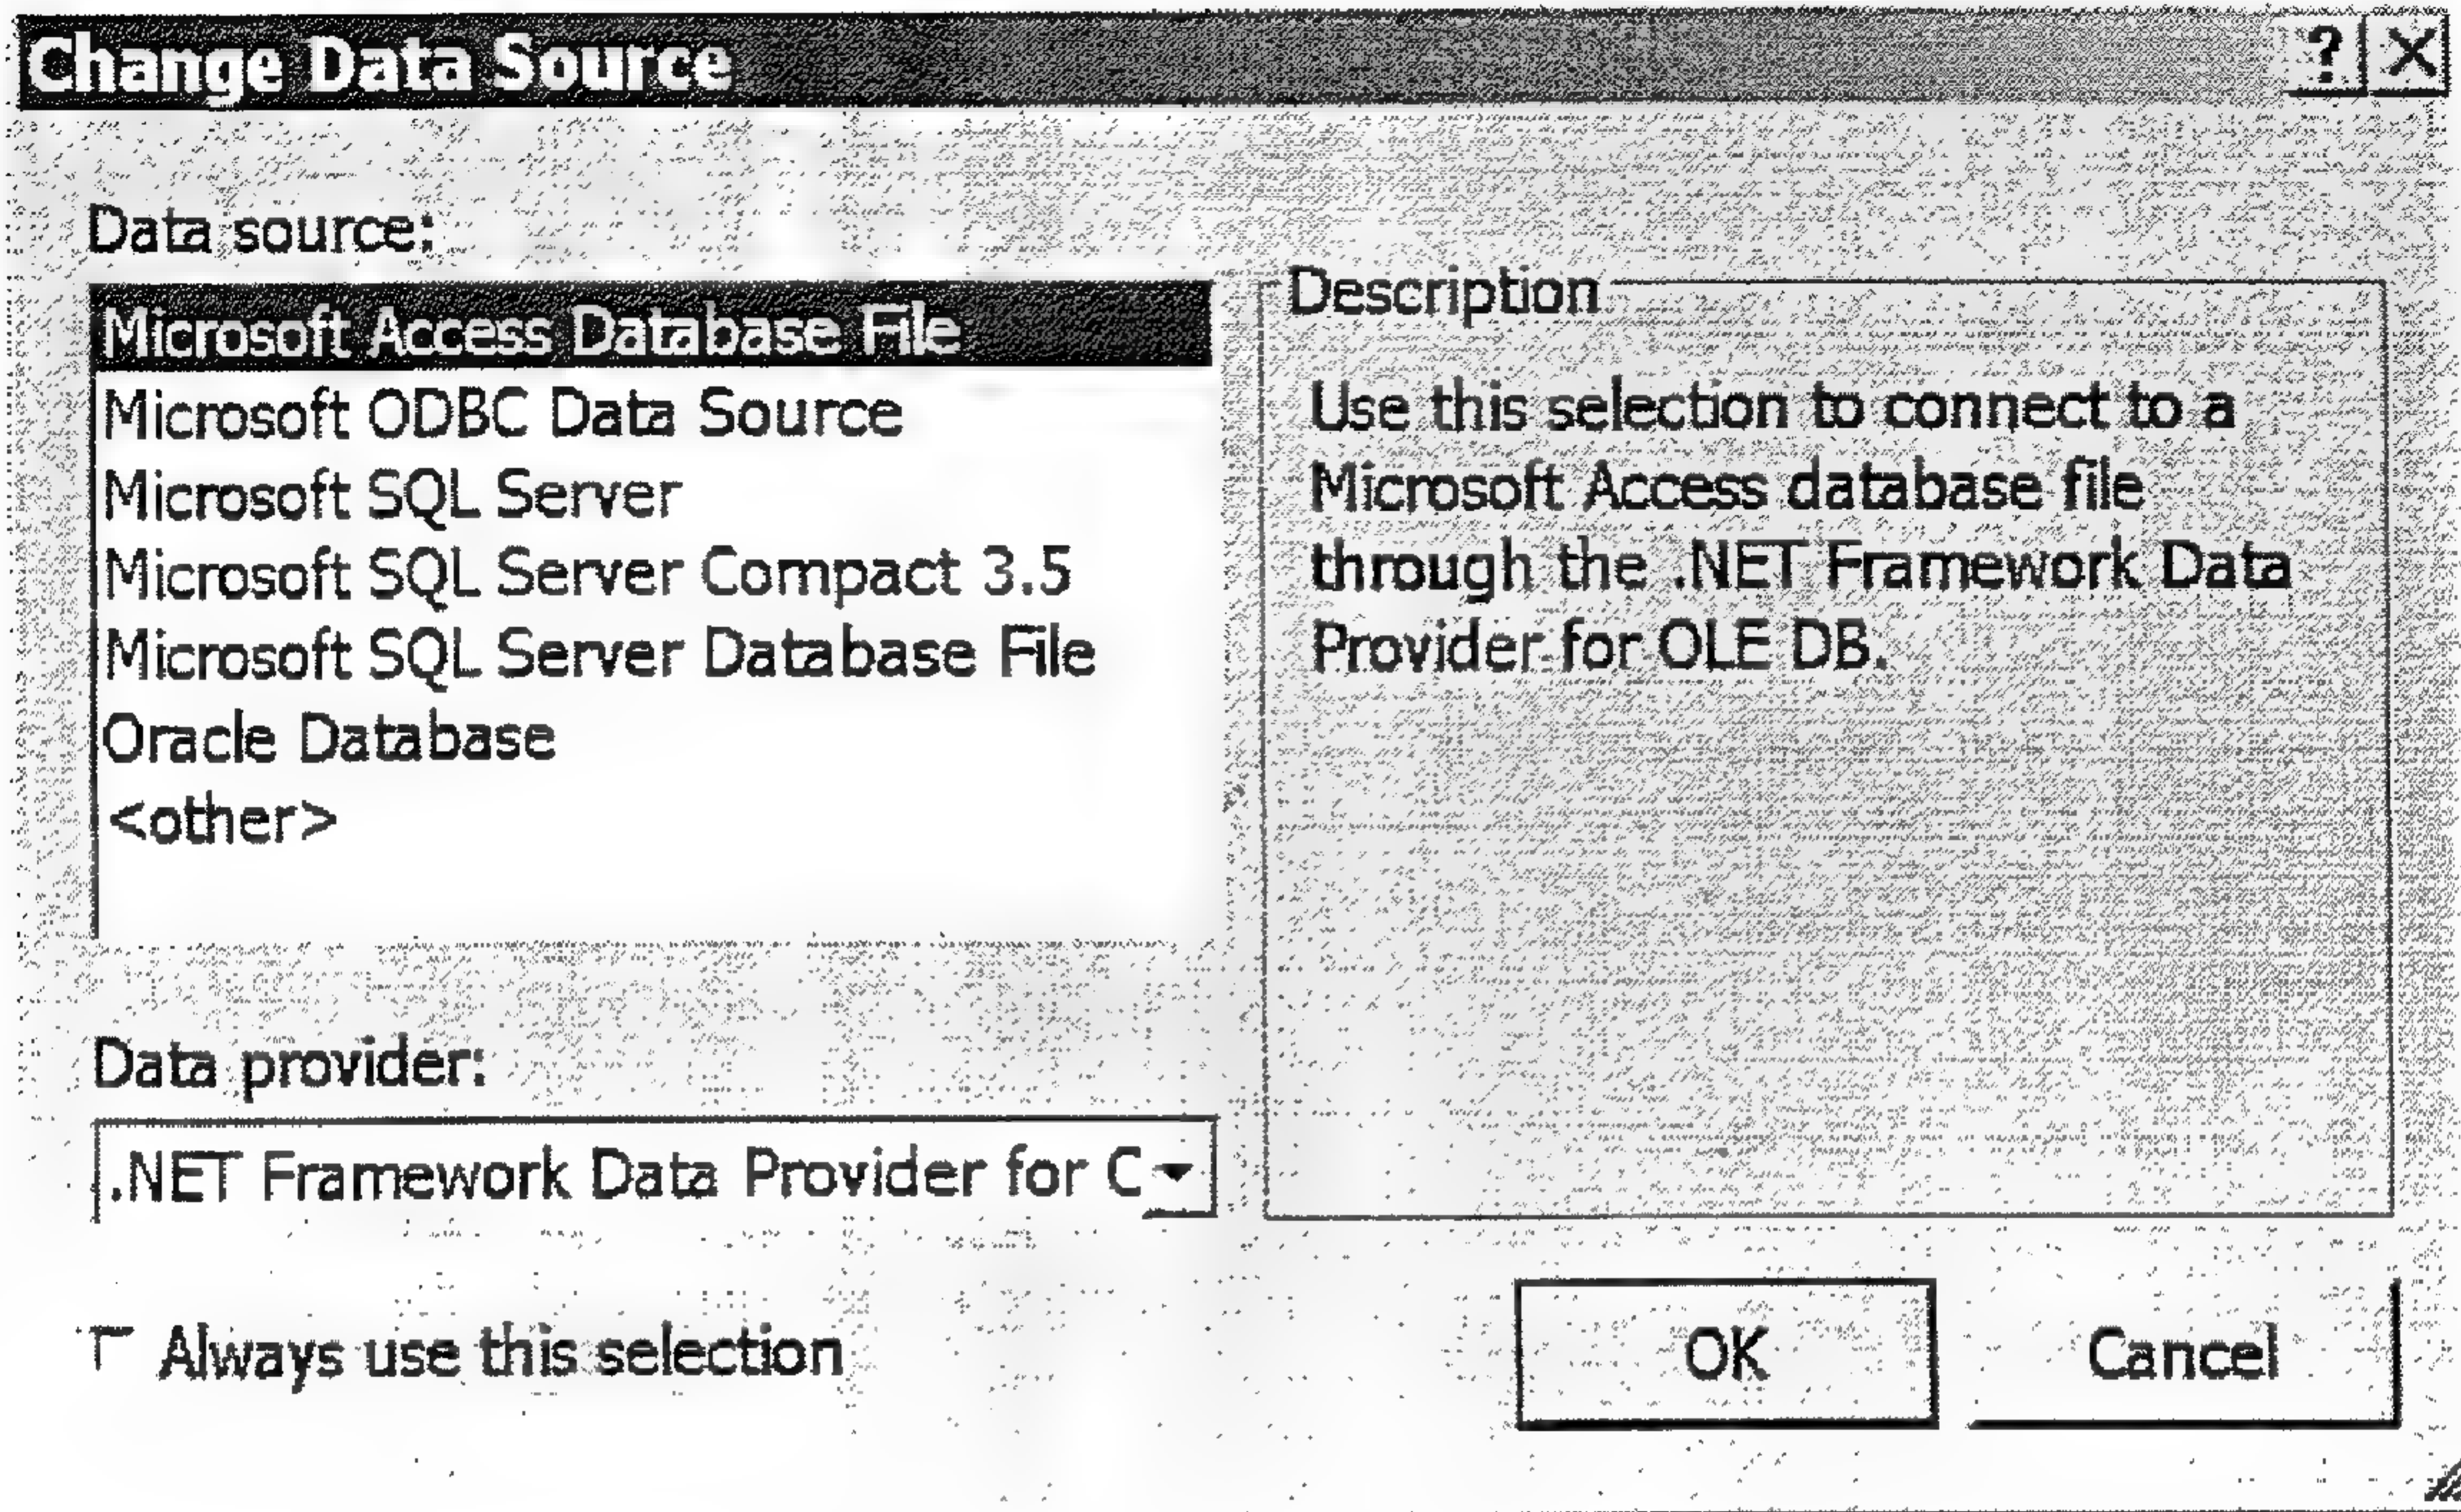 Change Data Source
Data source:
Microsoft Access Database File
Microsoft ODBC Data Source
Microsoft SQL Server
Microsoft SQL Server Compact 3.5
Microsoft SQL Server Database File
Oracle Database
<other>
Description
Use this selection to connect to a
Microsoft Access database file
through the .NET Framework Data
Provider for OLE DB.
Data provider:
.NET Framework Data Provider for C
Always use this selection
OK
Cancel